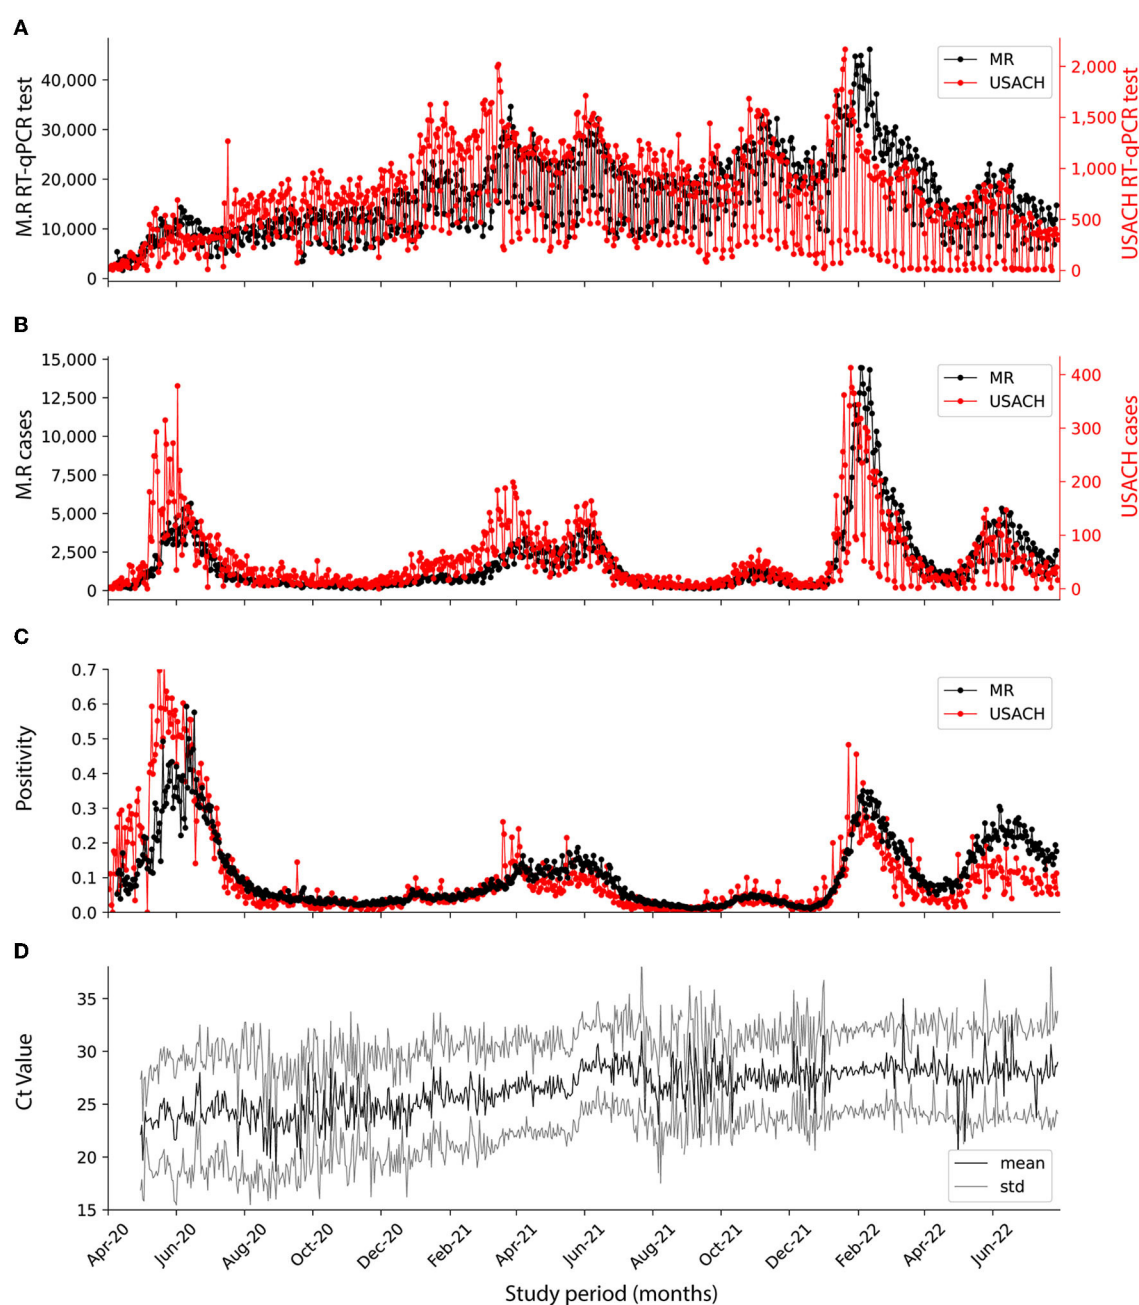 A
M.R RT-qPCR test
40,000
30,000
20,000
10,000
0
MR
USACH
2,000
1,500
1,000
500
0
USACH RT-qPCR test
B
M.R cases
15,000
12,500
10,000
7,500
5,000
2,500
0
MR
USACH
400
300
200
100
0
USACH cases
C
Positivity
0.7
0.6
0.5
0.4
0.3
0.2
0.1
0.0
MR
USACH
D
Ct Value
35
30
25
20
15
mean
std
Apr-20
Jun-20
Aug-20
Oct-20
Dec-20
Feb-21
Apr-21
Jun-21
Aug-21
Oct-21
Dec-21
Feb-22
Apr-22
Jun-22
Study period (months)